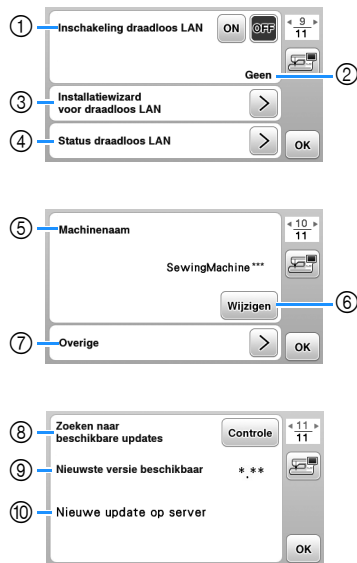 ① Inschakeling draadloos LAN ON OFF 9
11
Geen ②
③ Installatiewizard
voor draadloos LAN
④ Status draadloos LAN OK
⑤ Machinenaam 10
11
SewingMachine***
Wijzigen ⑥
⑦ Overige OK
⑧ Zoeken naar
beschikbare updates Controle 11
11
⑨ Nieuwste versie beschikbaar *.**
⑩ Nieuwe update op server
OK